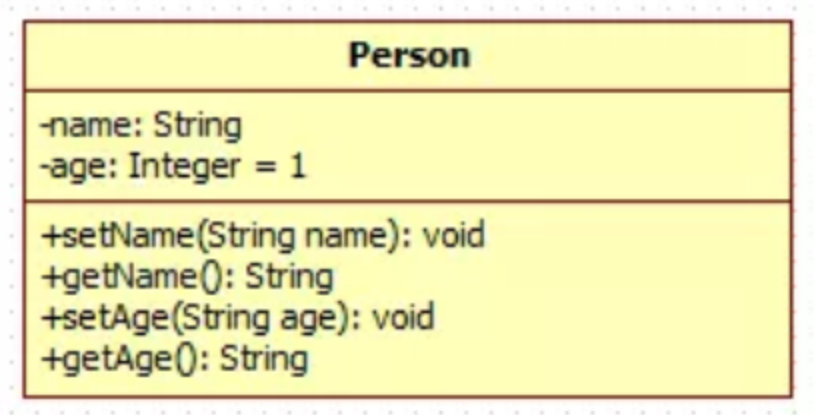 Person
-name: String
-age: Integer = 1
+setName(String name): void
+getName(): String
+setAge(String age): void
+getAge(): String